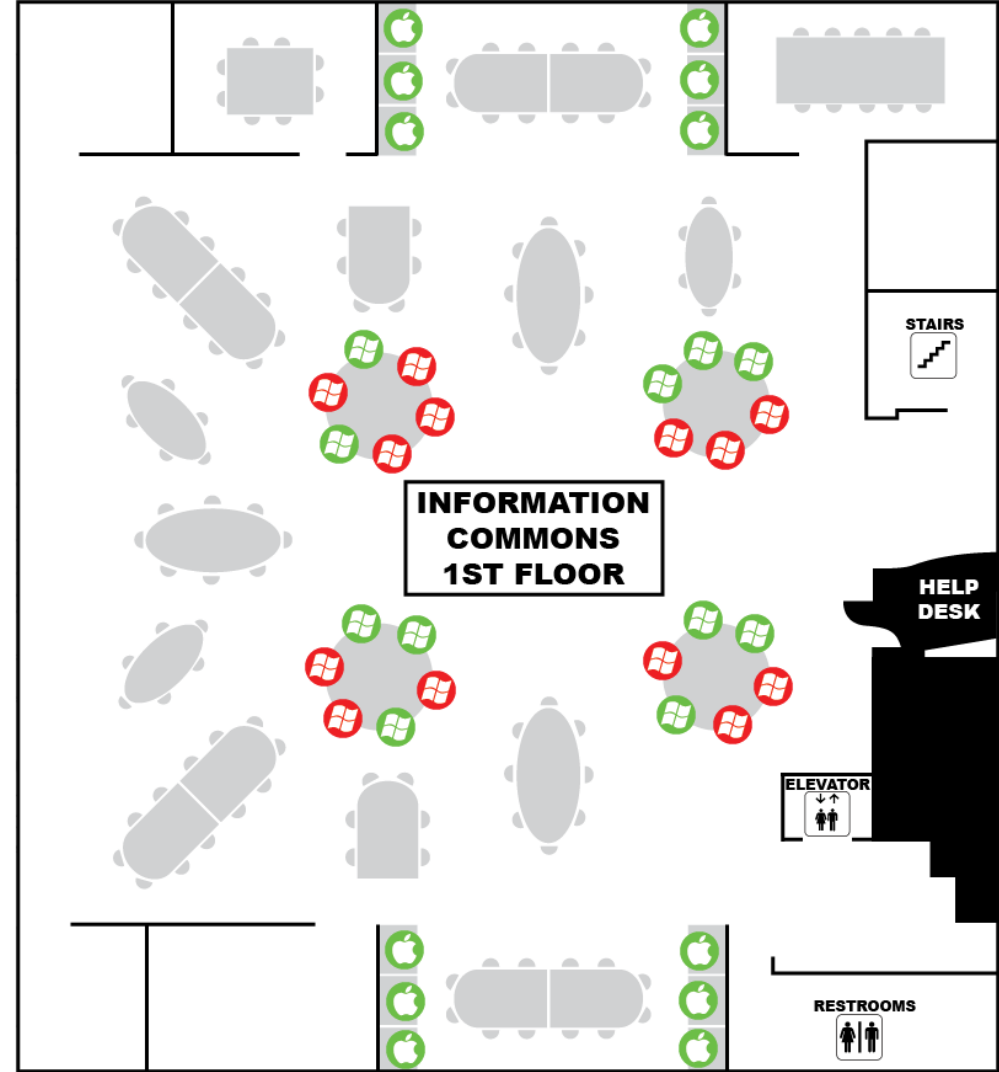 STAIRS
INFORMATION
COMMONS
1ST FLOOR
HELP
DESK
ELEVATOR
RESTROOMS